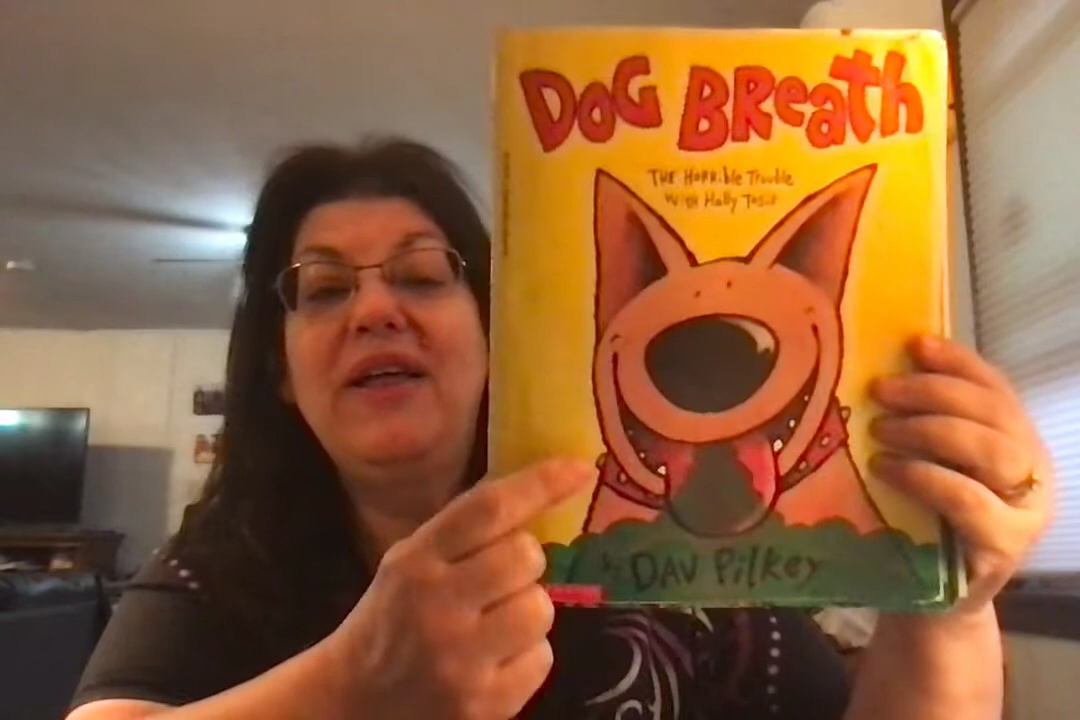 DOG BReath
THE HORRible Trouble
With Hally Tosis
by DAV Pilkey